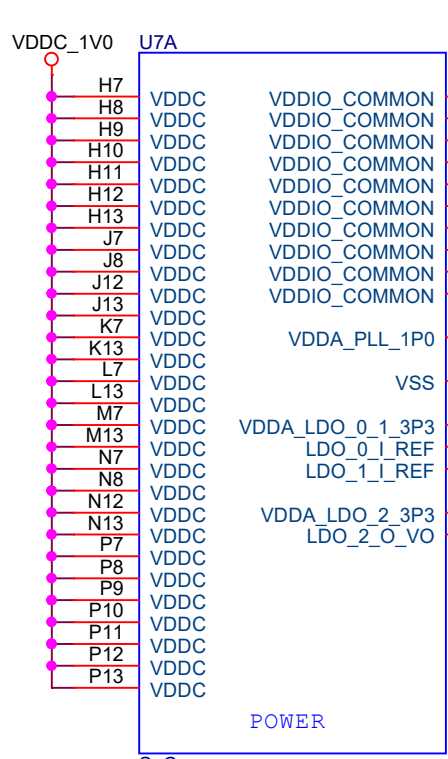 VDDC_1V0 U7A
H7 VDDC VDDIO_COMMON
H8 VDDC VDDIO_COMMON
H9 VDDC VDDIO_COMMON
H10 VDDC VDDIO_COMMON
H11 VDDC VDDIO_COMMON
H12 VDDC VDDIO_COMMON
H13 VDDC VDDIO_COMMON
J7 VDDC VDDIO_COMMON
J8 VDDC VDDIO_COMMON
J12 VDDC VDDIO_COMMON
J13 VDDC
K7 VDDC VDDA_PLL_1P0
K13 VDDC
L7 VDDC VSS
L13 VDDC
M7 VDDC VDDA_LDO_0_1_3P3
M13 VDDC LDO_0_I_REF
N7 VDDC LDO_1_I_REF
N8 VDDC
N12 VDDC VDDA_LDO_2_3P3
N13 VDDC LDO_2_O_VO
P7 VDDC
P8 VDDC
P9 VDDC
P10 VDDC
P11 VDDC
P12 VDDC
P13 VDDC
POWER